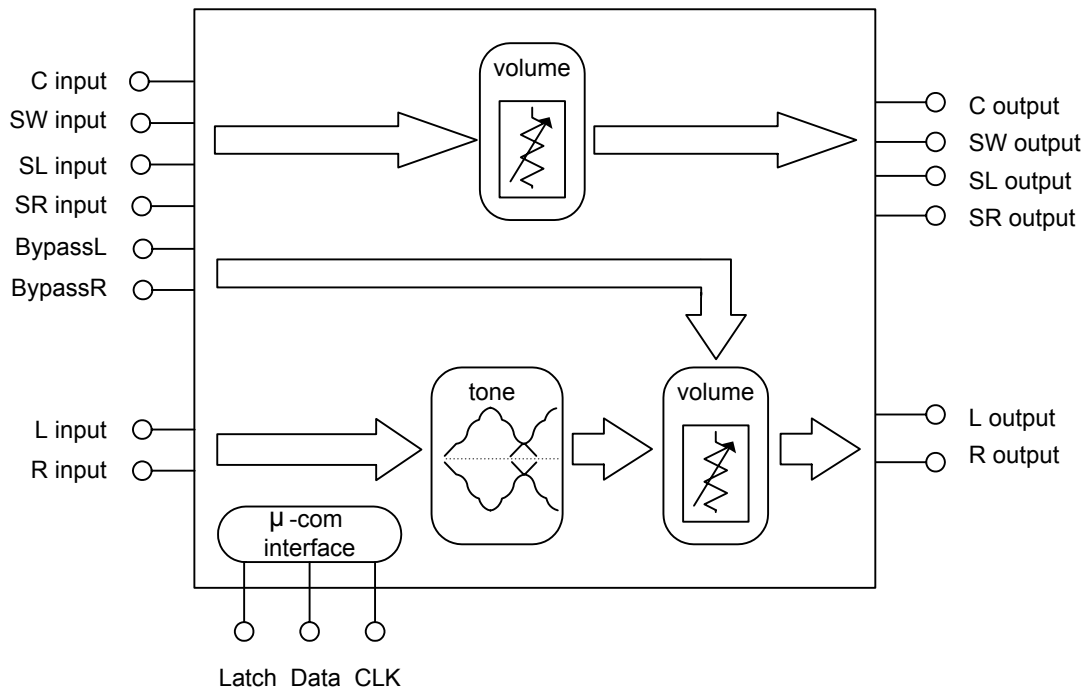 volume
C input
SW input
SL input
SR input
BypassL
BypassR
C output
SW output
SL output
SR output
tone
volume
L input
R input
L output
R output
μ -com
interface
Latch Data CLK